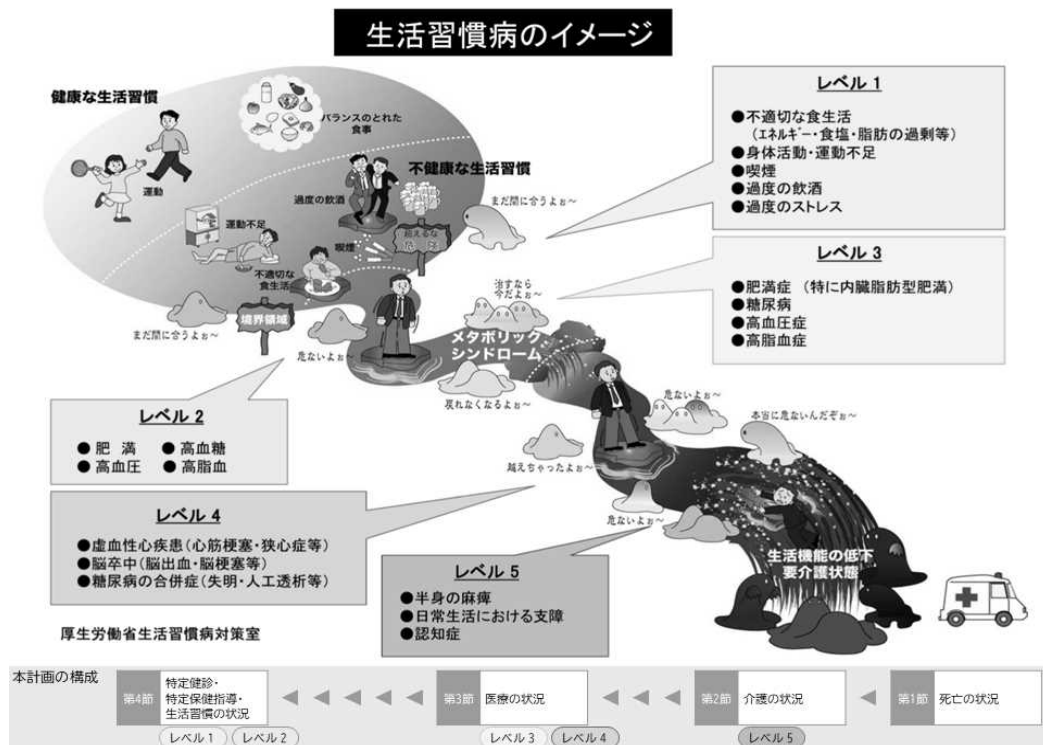 生活習慣病のイメージ
健康な生活習慣
バランスのとれた
食事
運動
不健康な生活習慣
過度の飲酒
運動不足
喫煙
不適切な
食生活
境界領域
まだ間に合うよぉ～
まだ間に合うよぉ～
危ないよぉ～
治すなら
今だよぉ～
メタボリック
シンドローム
戻れなくなるよぉ～
危ないよぉ～
本当に危ないんだぞぉ～
越えちゃったよぉ～
危ないよぉ～
生活機能の低下
要介護状態
レベル 1
●不適切な食生活
（エネルギー・食塩・脂肪の過剰等）
●身体活動・運動不足
●喫煙
●過度の飲酒
●過度のストレス
レベル 3
●肥満症 （特に内臓脂肪型肥満）
●糖尿病
●高血圧症
●高脂血症
レベル 2
● 肥 満 ● 高血糖
● 高血圧 ● 高脂血
レベル 4
●虚血性心疾患（心筋梗塞・狭心症等）
●脳卒中（脳出血・脳梗塞等）
●糖尿病の合併症（失明・人工透析等）
レベル 5
●半身の麻痺
●日常生活における支障
●認知症
厚生労働省生活習慣病対策室
本計画の構成
第4節 特定健診・
特定保健指導・
生活習慣の状況
第3節 医療の状況
第2節 介護の状況
第1節 死亡の状況
レベル 1 レベル 2
レベル 3 レベル 4
レベル 5